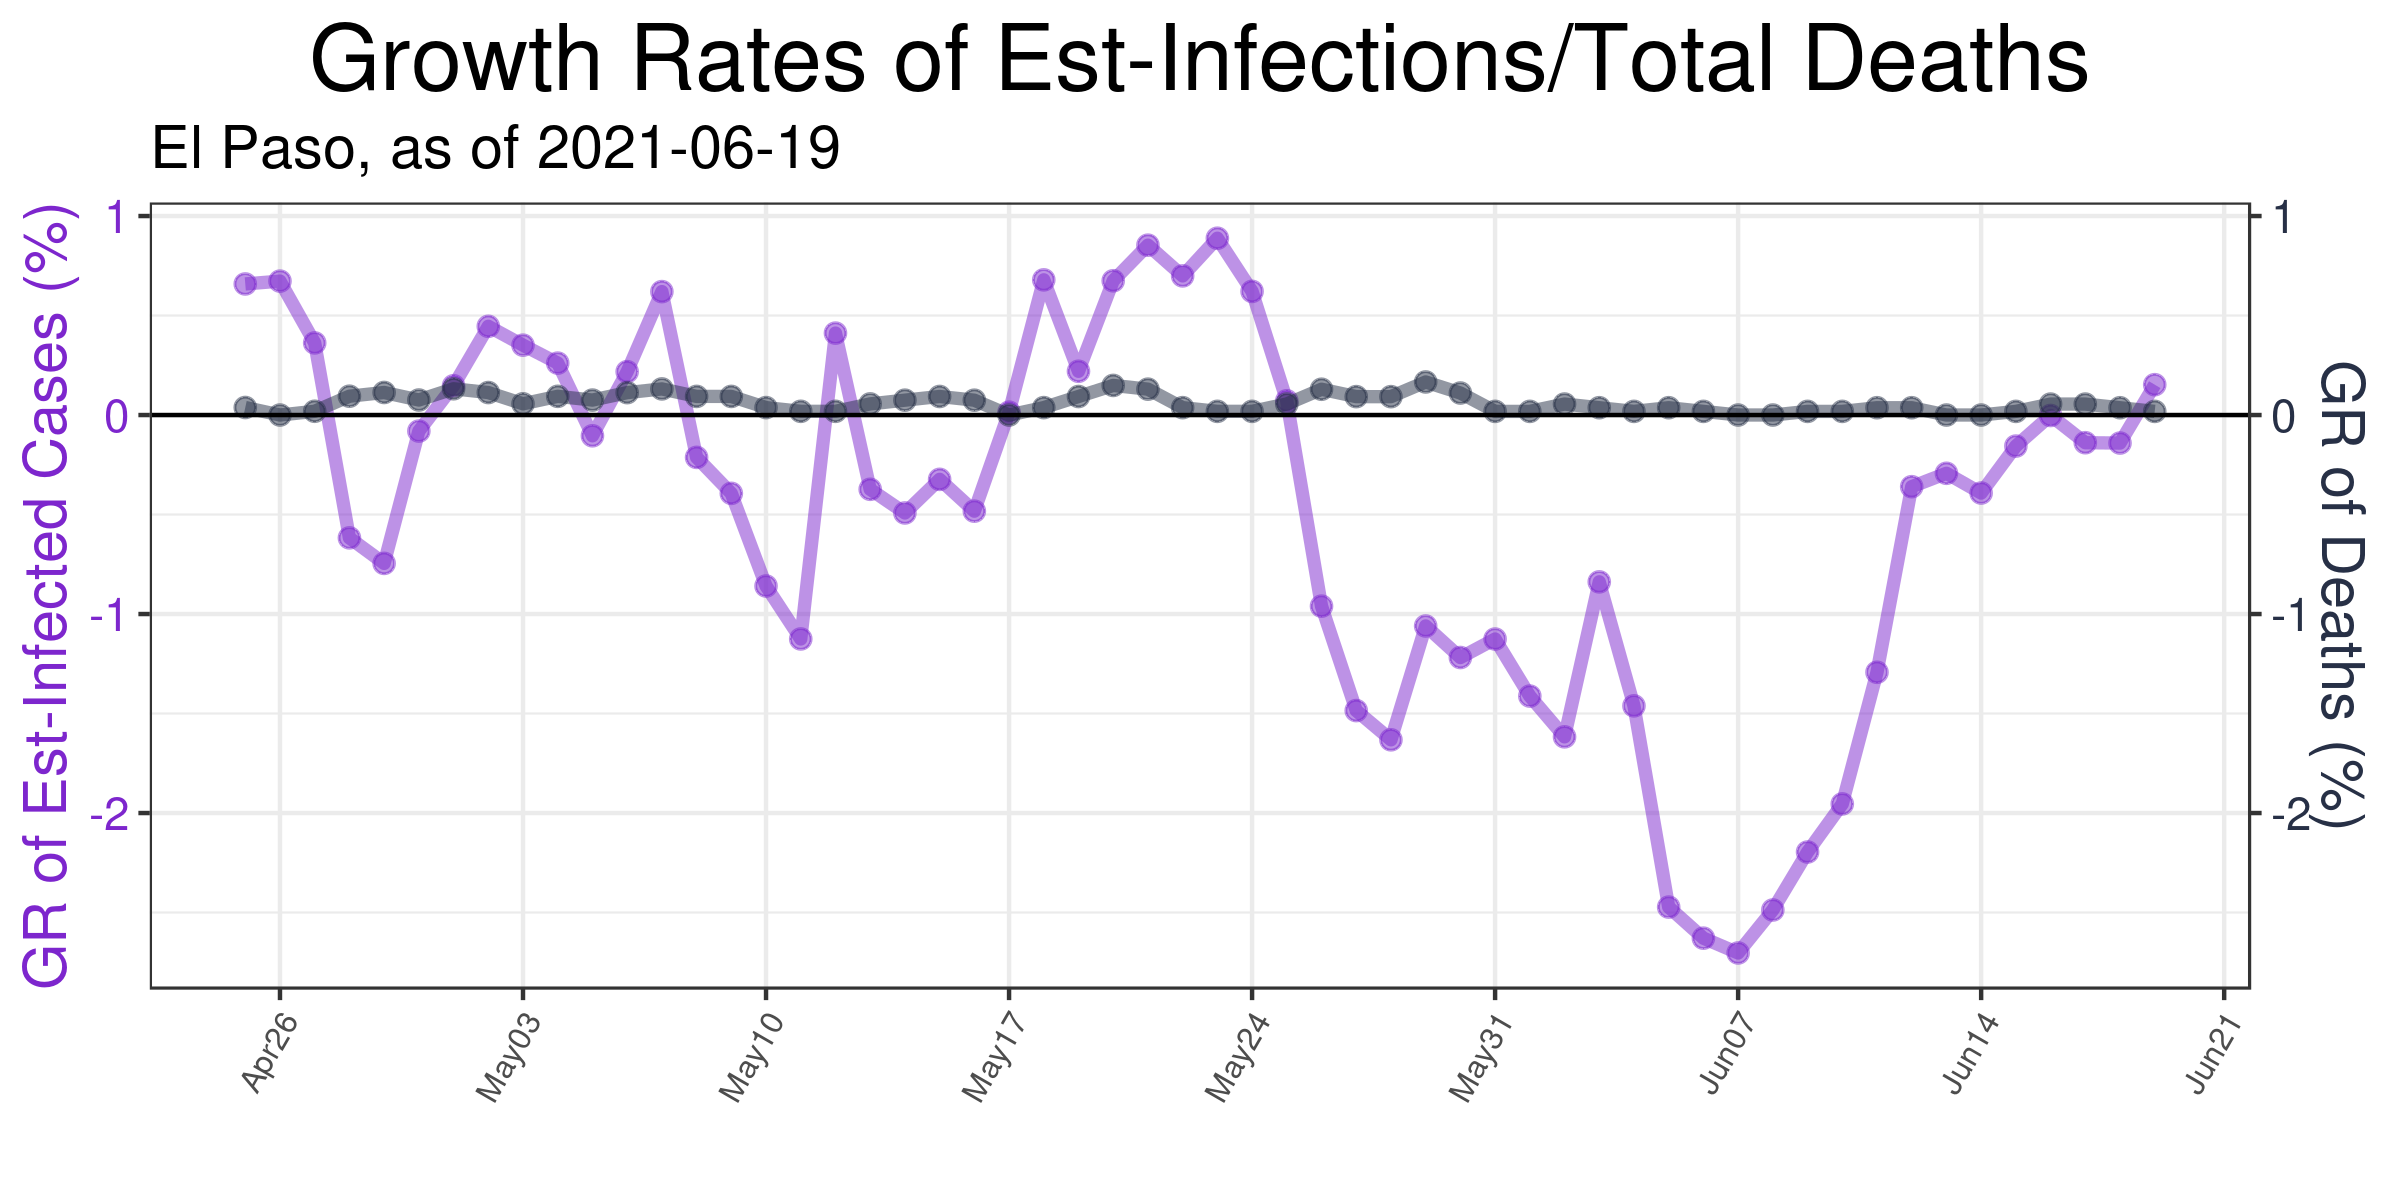 Growth Rates of Est-Infections/Total Deaths
El Paso, as of 2021-06-19
GR of Est-Infected Cases (%)
1
0
-1
-2
1
0
-1
-2
GR of Deaths (%)
Apr26
May03
May10
May17
May24
May31
Jun07
Jun14
Jun21